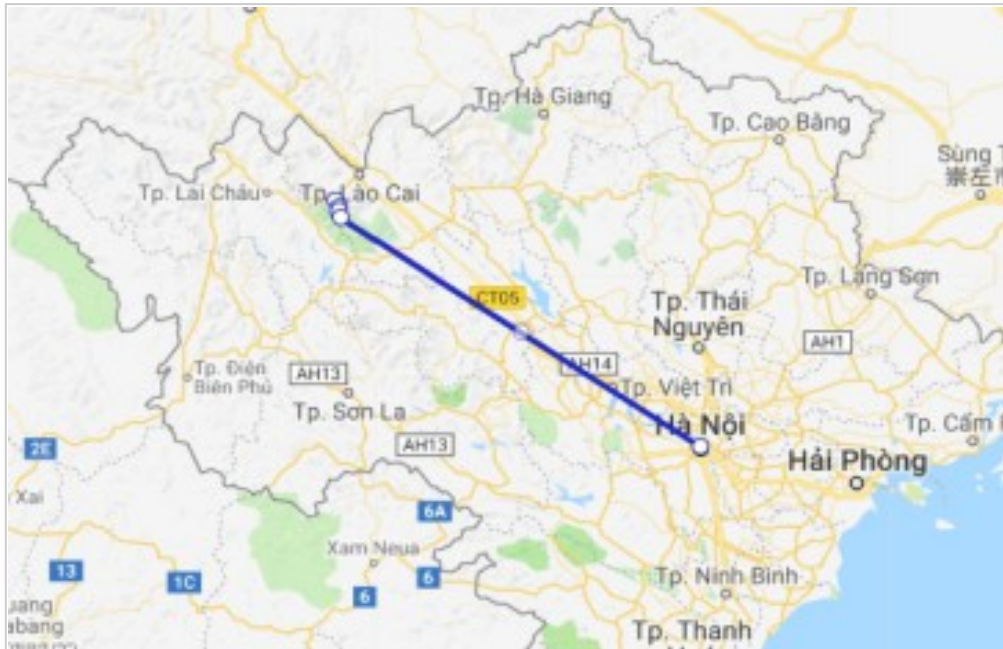 Tp. Hà Giang
Tp. Cao Bằng
Sùng T
崇左市
Tp. Lai Châu
Tp. Lào Cai
CT05
Tp. Lạng Sơn
Tp. Thái
Nguyên
AH1
AH14
Tp. Việt Trì
Tp. Điện
Biên Phủ
AH13
Tp. Sơn La
Hà Nội
Tp. Cẩm
AH13
2E
Hải Phòng
Xai
6A
Xam Neua
13
1C
6
6
Tp. Ninh Bình
uang
abang
Tp. Thanh